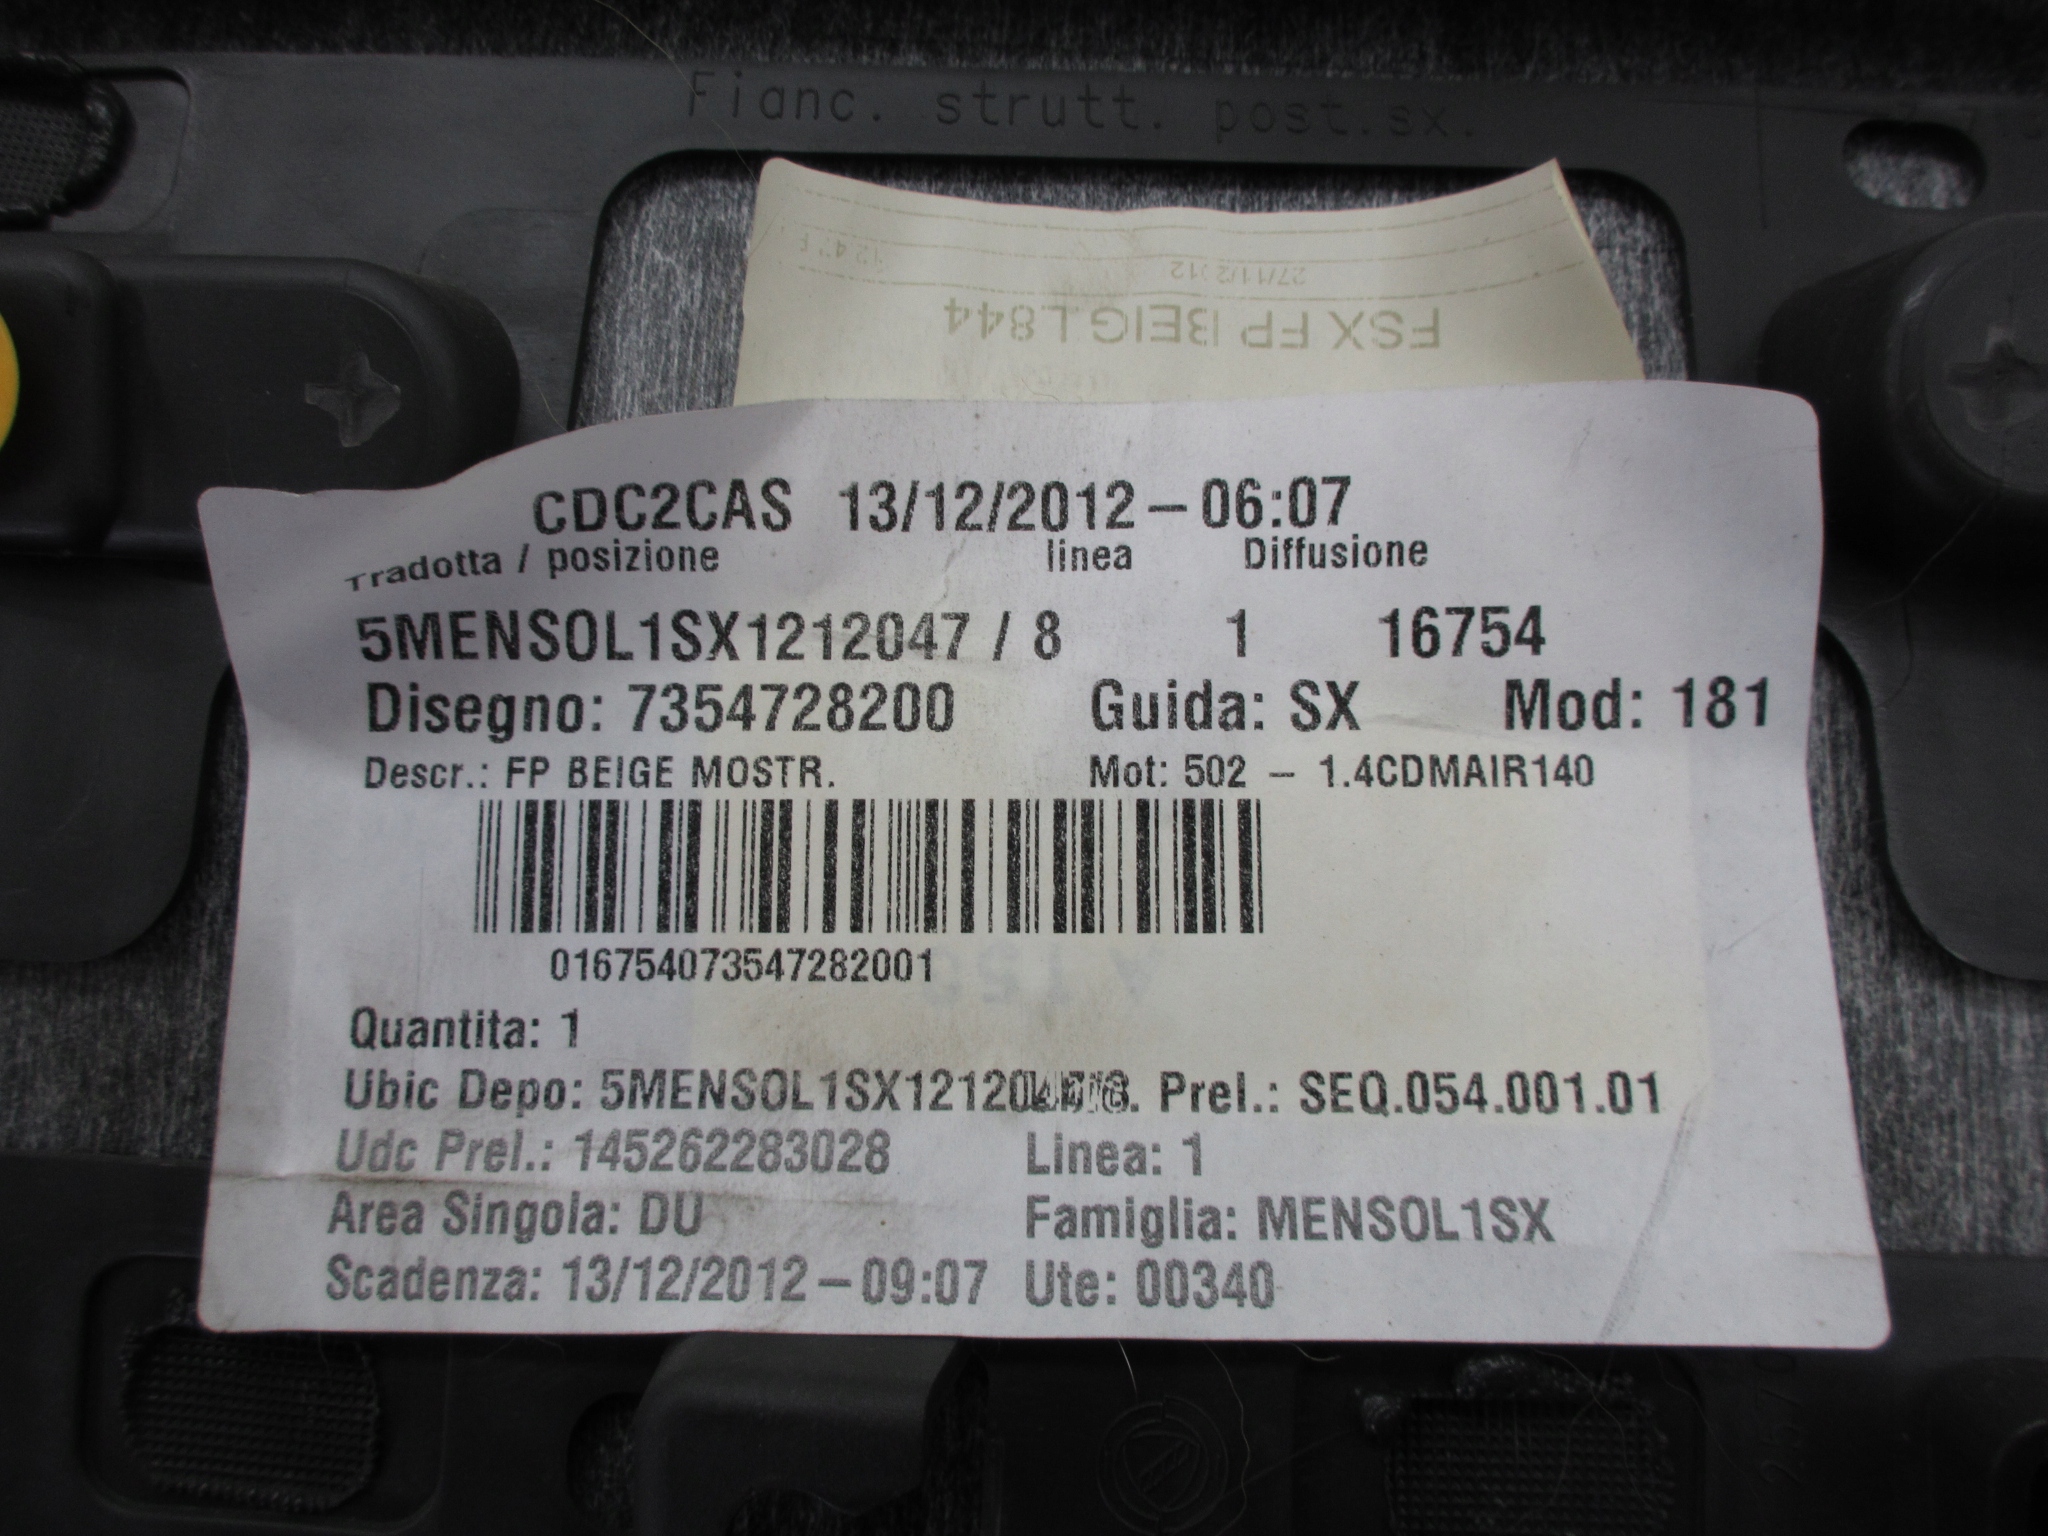 Fianc. strutt. post.sx.
27/11/2012
FSX FP BEIG L844
CDC2CAS 13/12/2012 – 06:07
Tradotta / posizione linea Diffusione
5MENSOL1SX1212047 / 8 1 16754
Disegno: 7354728200 Guida: SX Mod: 181
Descr.: FP BEIGE MOSTR. Mot: 502 – 1.4CDMAIR140
016754073547282001
Quantita: 1
Ubic Depo: 5MENSOL1SX121204 Prel.: SEQ.054.001.01
Udc Prel.: 145262283028 Linea: 1
Area Singola: DU Famiglia: MENSOL1SX
Scadenza: 13/12/2012 – 09:07 Ute: 00340